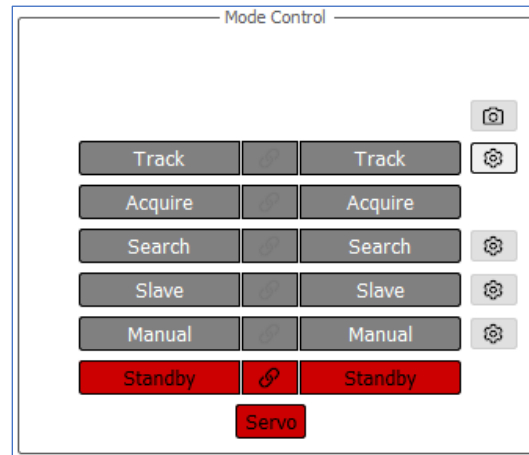 Mode Control
Track Track
Acquire Acquire
Search Search
Slave Slave
Manual Manual
Standby Standby
Servo